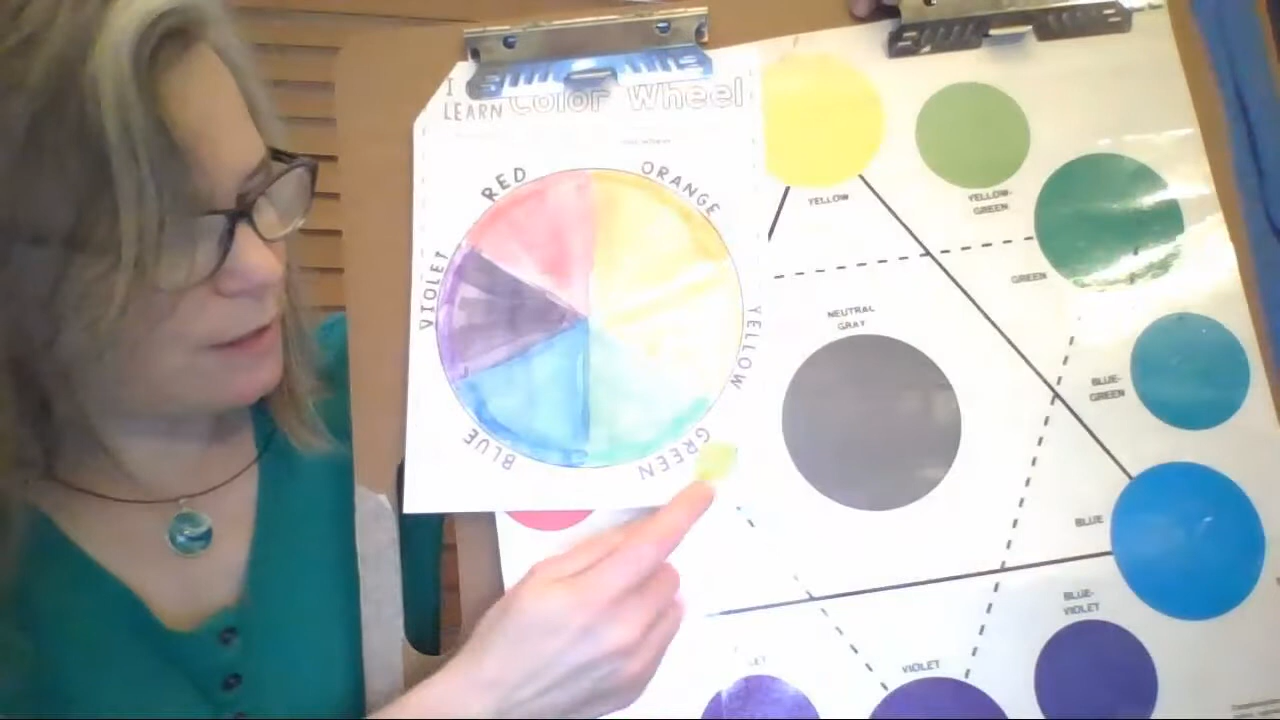 I
LEARN
Color Wheel
RED
ORANGE
VIOLET
YELLOW
BLUE
GREEN
YELLOW
YELLOW-
GREEN
GREEN
NEUTRAL
GRAY
BLUE-
GREEN
BLUE
BLUE-
VIOLET
VIOLET